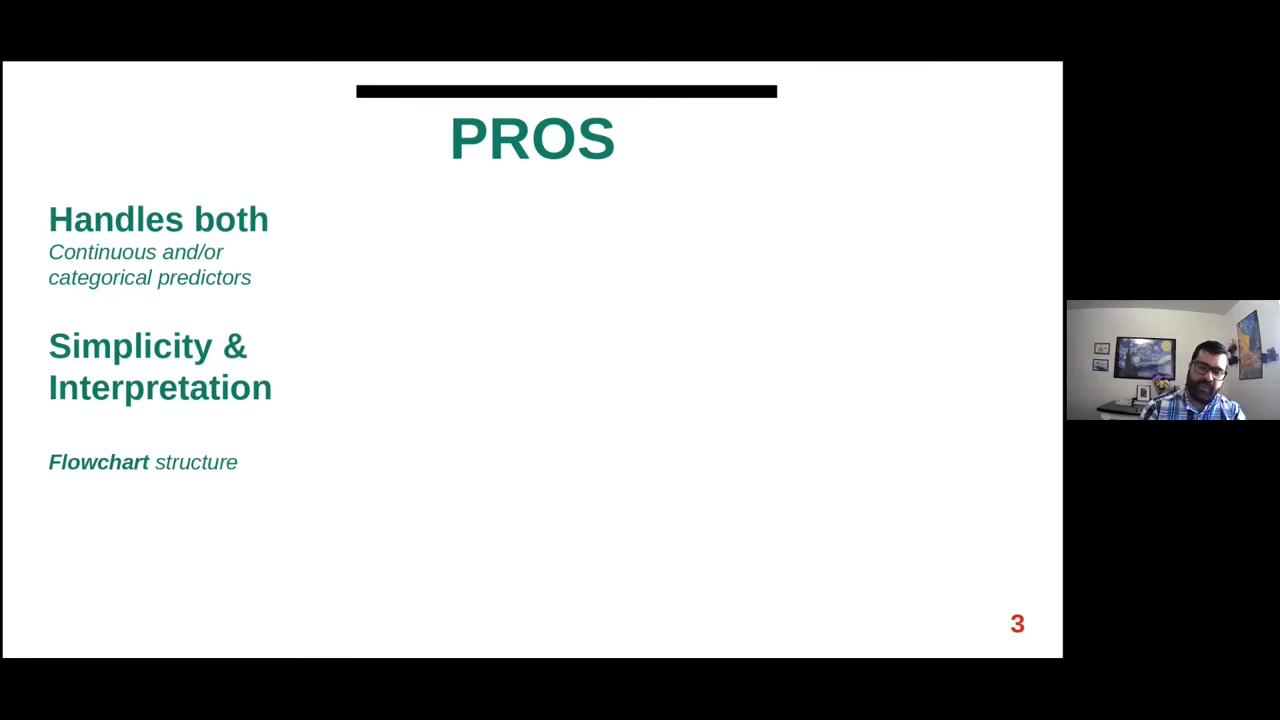 PROS
Handles both
Continuous and/or
categorical predictors
Simplicity &
Interpretation
Flowchart structure
3